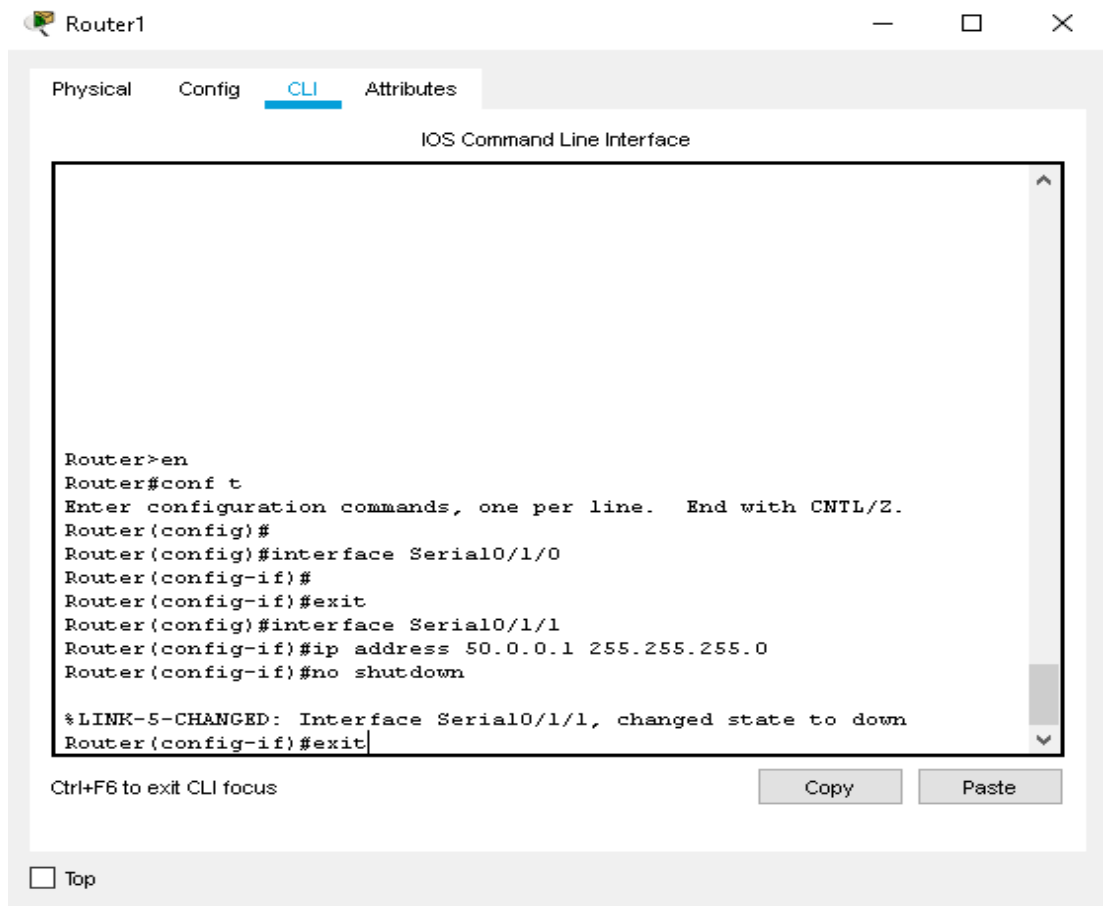 Router1
Physical Config CLI Attributes
IOS Command Line Interface
Router>en
Router#conf t
Enter configuration commands, one per line.  End with CNTL/Z.
Router(config)#
Router(config)#interface Serial0/1/0
Router(config-if)#
Router(config-if)#exit
Router(config)#interface Serial0/1/1
Router(config-if)#ip address 50.0.0.1 255.255.255.0
Router(config-if)#no shutdown
%LINK-5-CHANGED: Interface Serial0/1/1, changed state to down
Router(config-if)#exit
Ctrl+F6 to exit CLI focus Copy Paste
Top